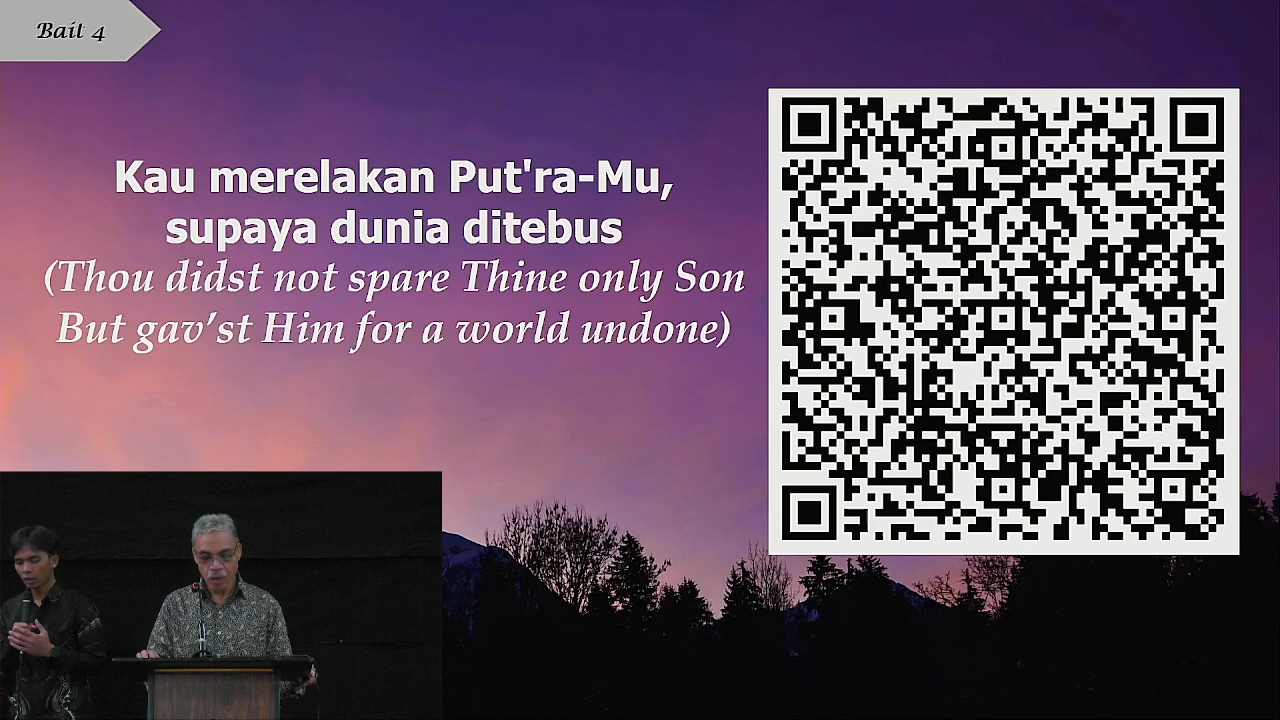 Bait 4
Kau merelakan Put'ra-Mu,
supaya dunia ditebus
(Thou didst not spare Thine only Son
But gav’st Him for a world undone)